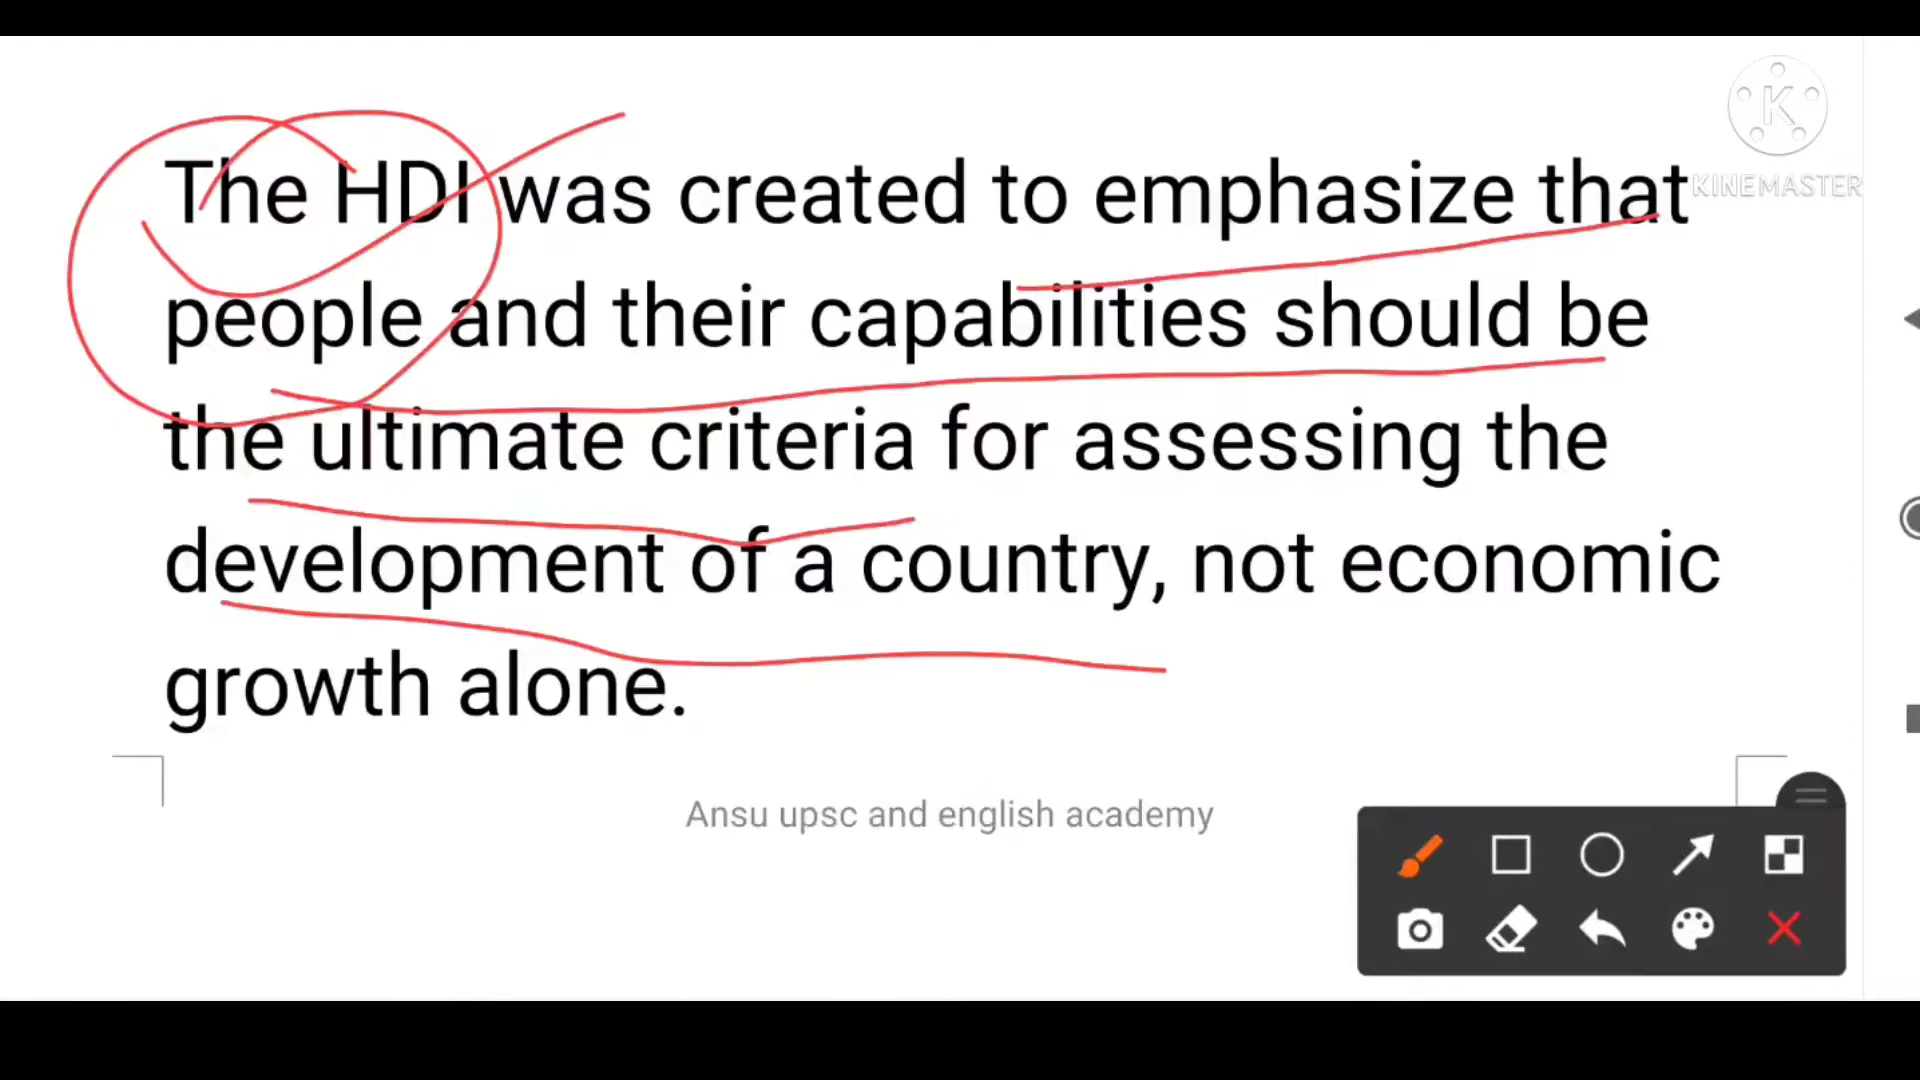 The HDI was created to emphasize that
people and their capabilities should be
the ultimate criteria for assessing the
development of a country, not economic
growth alone.
Ansu upsc and english academy
K
KINEMASTER